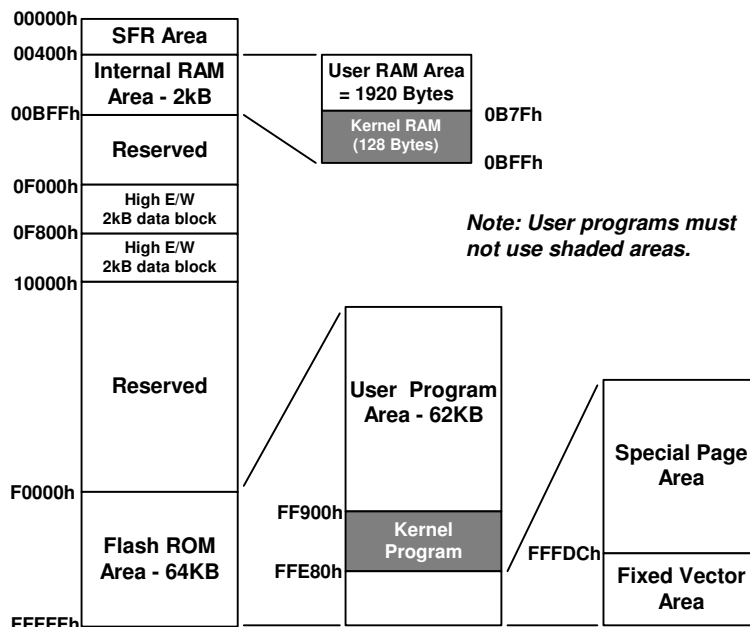 00000h
SFR Area
00400h
Internal RAM
Area - 2kB
00BFFh
Reserved
0F000h
High E/W
2kB data block
0F800h
High E/W
2kB data block
10000h
Reserved
F0000h
Flash ROM
Area - 64KB
FFFFFh
User RAM Area
= 1920 Bytes
0B7Fh
Kernel RAM
(128 Bytes)
0BFFh
Note: User programs must
not use shaded areas.
User Program
Area - 62KB
FF900h
Kernel
Program
FFE80h
Special Page
Area
FFFDCh
Fixed Vector
Area